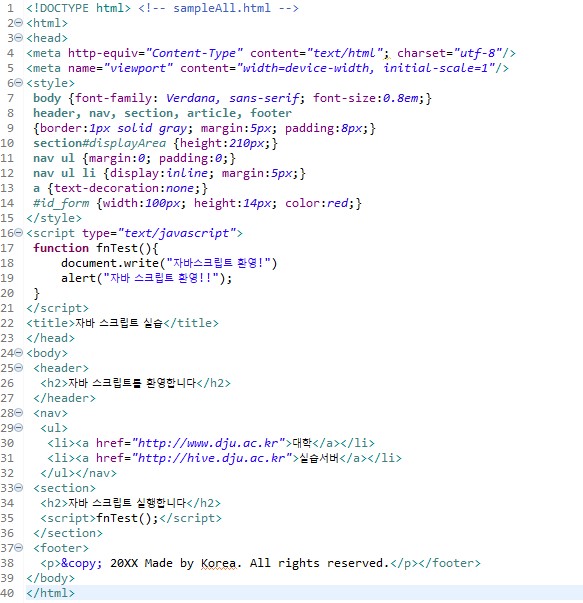 1 <!DOCTYPE html> <!-- sampleAll.html -->
2 <html>
3 <head>
4 <meta http-equiv="Content-Type" content="text/html"; charset="utf-8"/>
5 <meta name="viewport" content="width=device-width, initial-scale=1"/>
6 <style>
7 body {font-family: Verdana, sans-serif; font-size:0.8em;}
8 header, nav, section, article, footer
9 {border:1px solid gray; margin:5px; padding:8px;}
10 section#displayArea {height:210px;}
11 nav ul {margin:0; padding:0;}
12 nav ul li {display:inline; margin:5px;}
13 a {text-decoration:none;}
14 #id_form {width:100px; height:14px; color:red;}
15 </style>
16 <script type="text/javascript">
17 function fnTest(){
18 document.write("자바스크립트 환영!")
19 alert("자바 스크립트 환영!!");
20 }
21 </script>
22 <title>자바 스크립트 실습</title>
23 </head>
24 <body>
25 <header>
26 <h2>자바 스크립트를 환영합니다</h2>
27 </header>
28 <nav>
29 <ul>
30 <li><a href="http://www.dju.ac.kr">대학</a></li>
31 <li><a href="http://hive.dju.ac.kr">실습서버</a></li>
32 </ul></nav>
33 <section>
34 <h2>자바 스크립트 실행합니다</h2>
35 <script>fnTest();</script>
36 </section>
37 <footer>
38 <p>&copy; 20XX Made by Korea. All rights reserved.</p></footer>
39 </body>
40 </html>